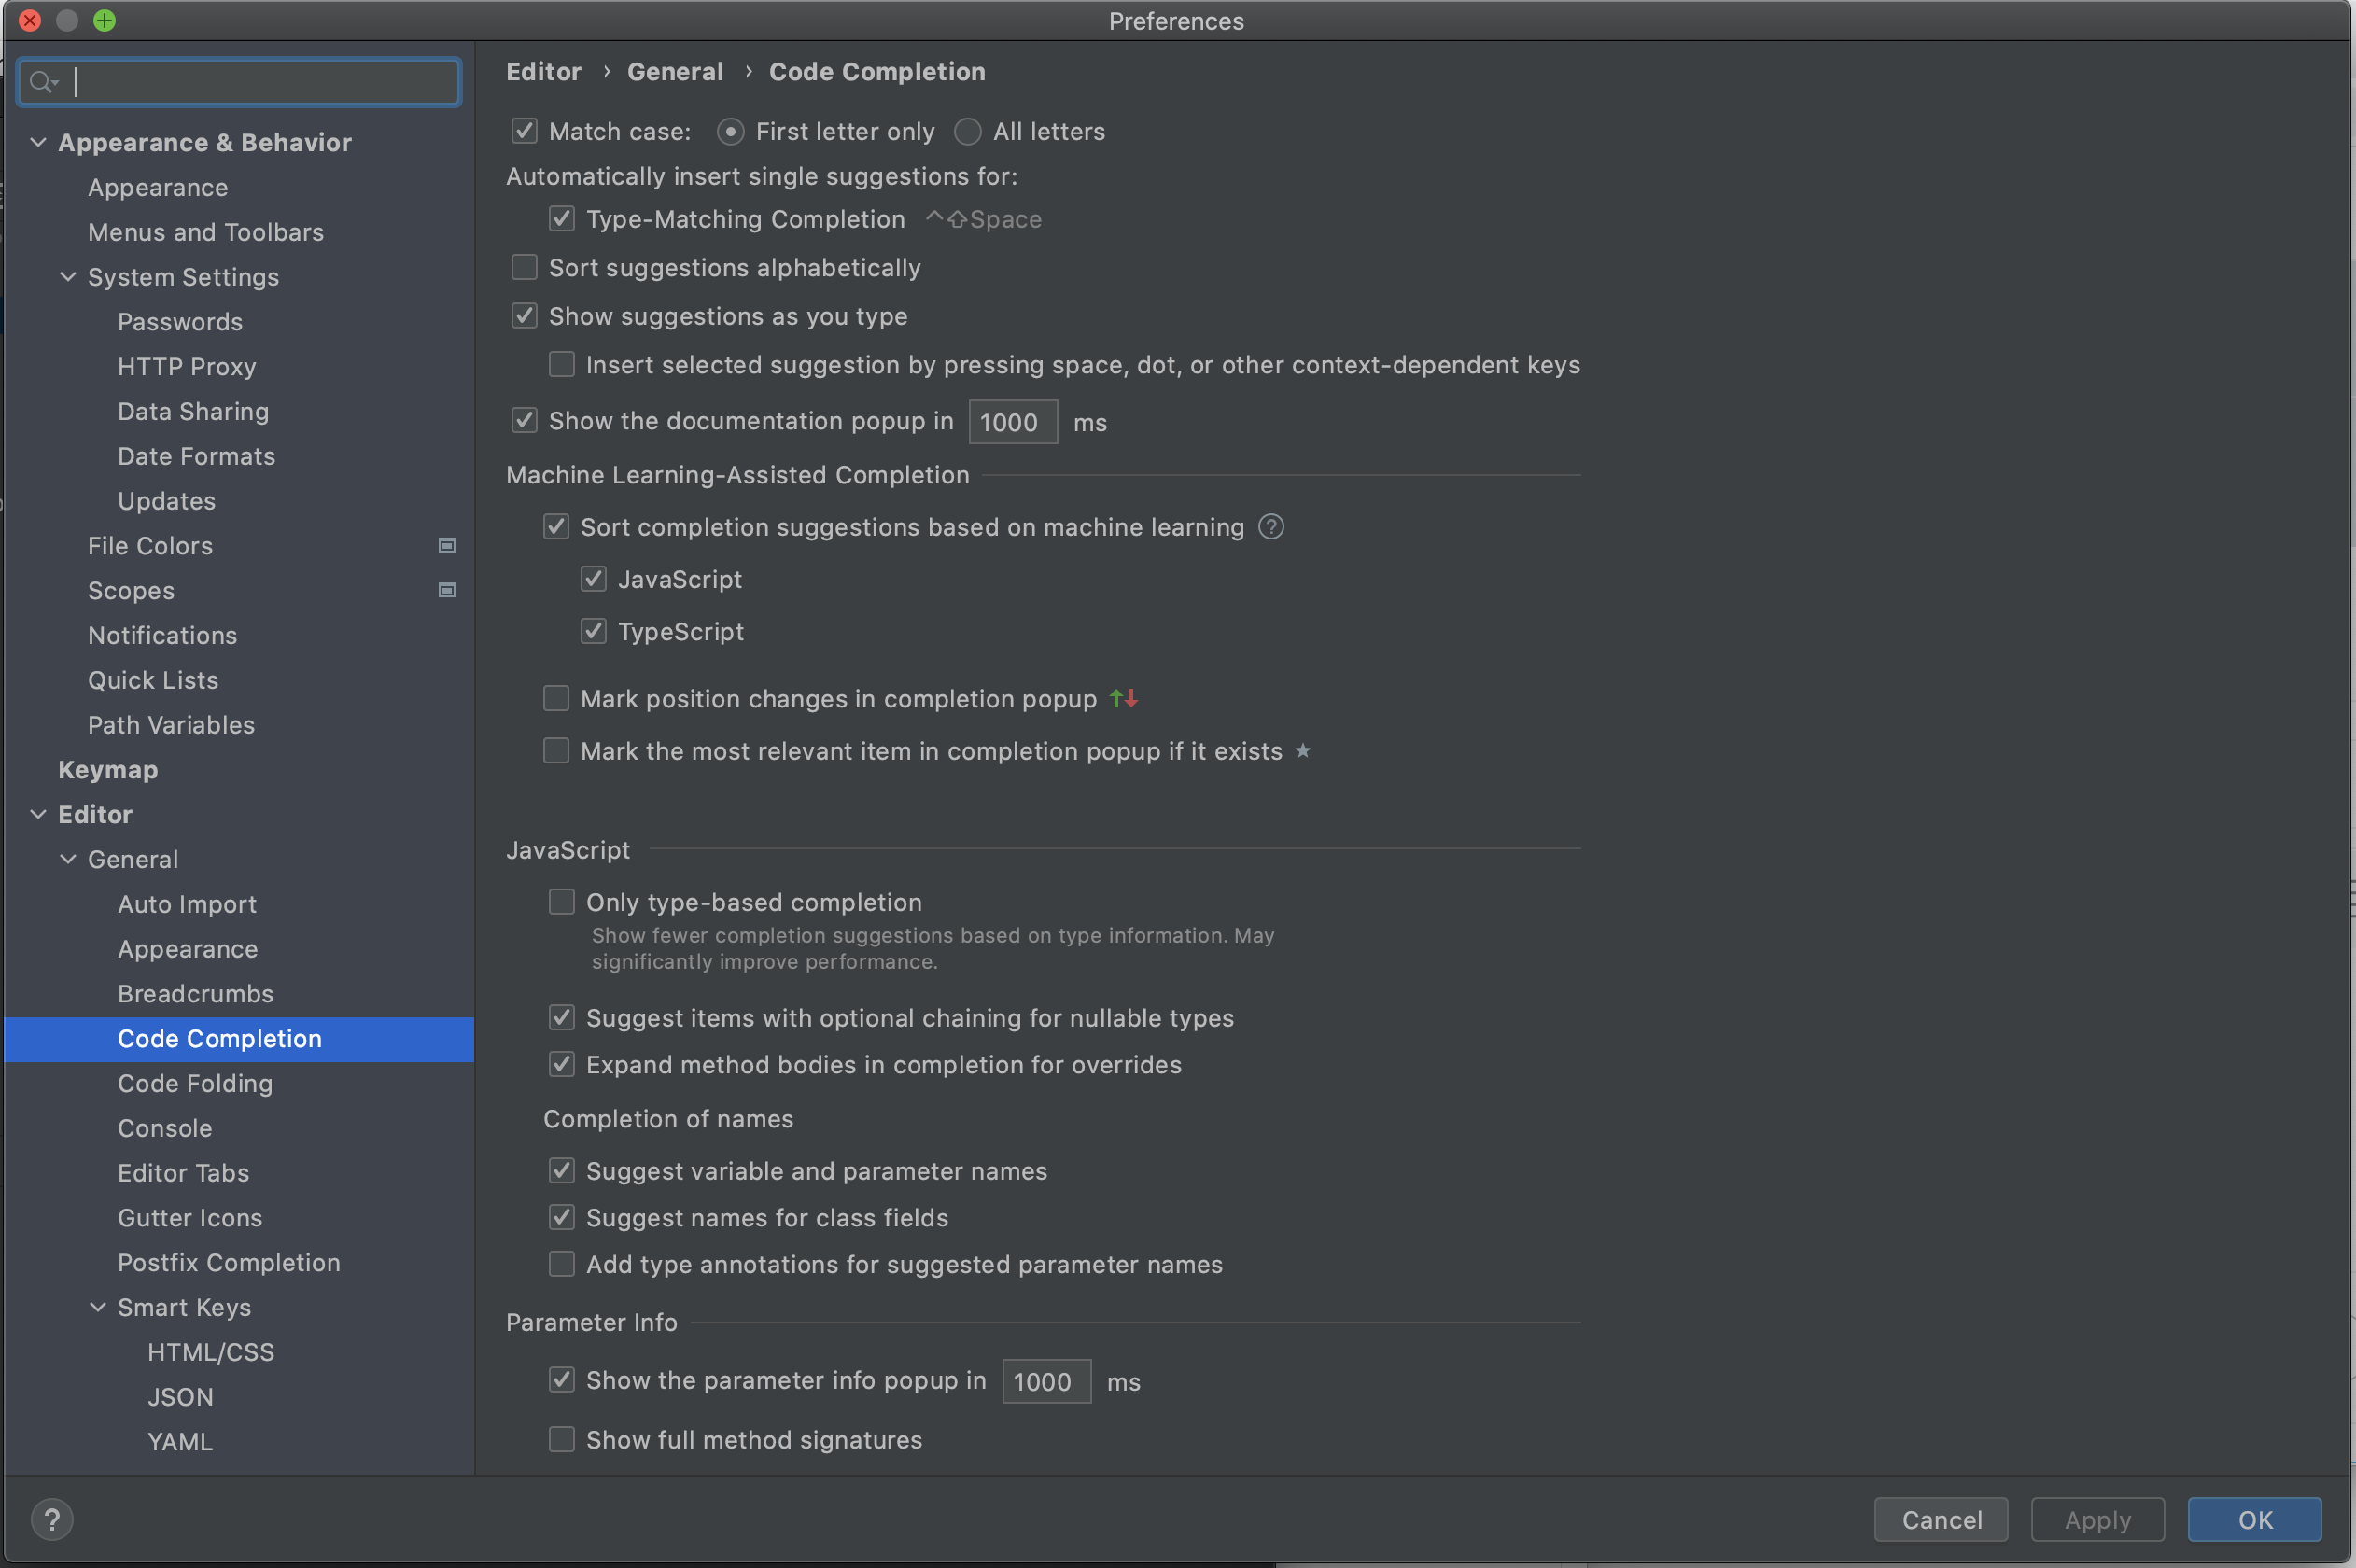 Preferences
Appearance & Behavior
Appearance
Menus and Toolbars
System Settings
Passwords
HTTP Proxy
Data Sharing
Date Formats
Updates
File Colors
Scopes
Notifications
Quick Lists
Path Variables
Keymap
Editor
General
Auto Import
Appearance
Breadcrumbs
Code Completion
Code Folding
Console
Editor Tabs
Gutter Icons
Postfix Completion
Smart Keys
HTML/CSS
JSON
YAML
Editor › General › Code Completion
Match case: First letter only All letters
Automatically insert single suggestions for:
Type-Matching Completion ^⇧Space
Sort suggestions alphabetically
Show suggestions as you type
Insert selected suggestion by pressing space, dot, or other context-dependent keys
Show the documentation popup in 1000 ms
Machine Learning-Assisted Completion
Sort completion suggestions based on machine learning ?
JavaScript
TypeScript
Mark position changes in completion popup
Mark the most relevant item in completion popup if it exists
JavaScript
Only type-based completion
Show fewer completion suggestions based on type information. May
significantly improve performance.
Suggest items with optional chaining for nullable types
Expand method bodies in completion for overrides
Completion of names
Suggest variable and parameter names
Suggest names for class fields
Add type annotations for suggested parameter names
Parameter Info
Show the parameter info popup in 1000 ms
Show full method signatures
? Cancel Apply OK